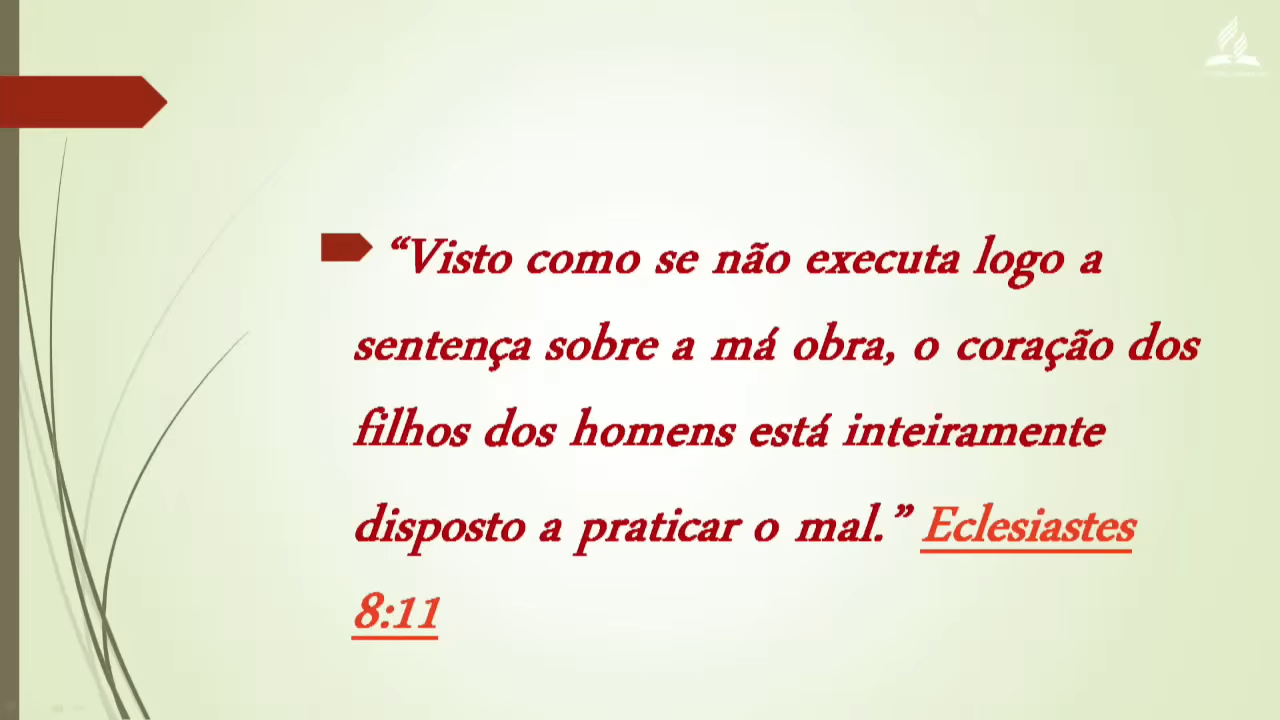 “Visto como se não executa logo a
sentença sobre a má obra, o coração dos
filhos dos homens está inteiramente
disposto a praticar o mal.” Eclesiastes
8:11